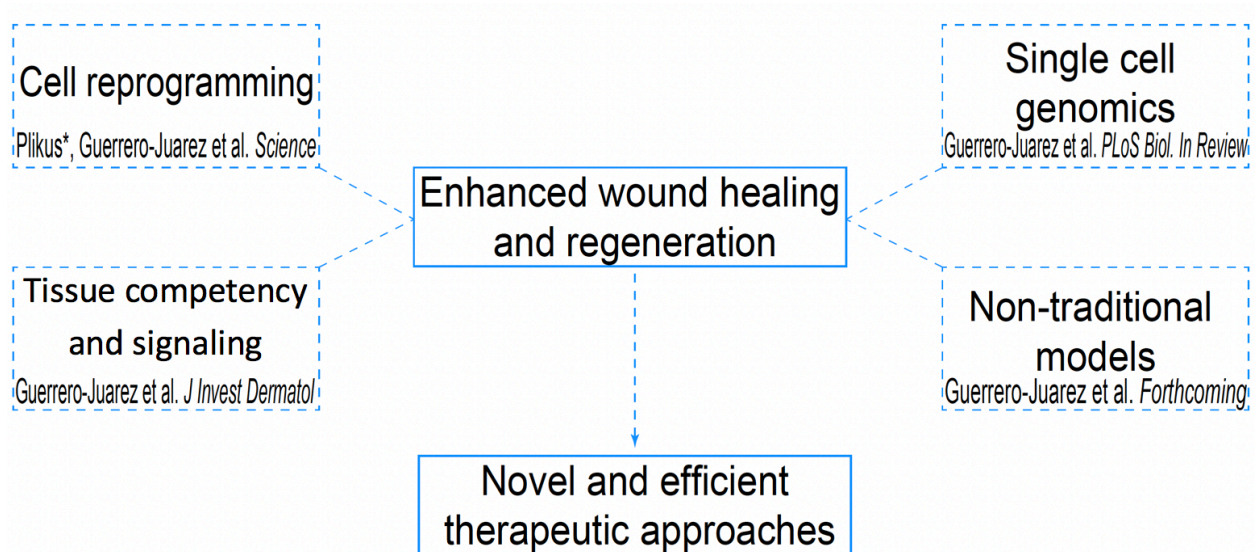 Cell reprogramming
Plikus*, Guerrero-Juarez et al. Science
Single cell
genomics
Guerrero-Juarez et al. PLoS Biol. In Review
Enhanced wound healing
and regeneration
Tissue competency
and signaling
Guerrero-Juarez et al. J Invest Dermatol
Non-traditional
models
Guerrero-Juarez et al. Forthcoming
Novel and efficient
therapeutic approaches